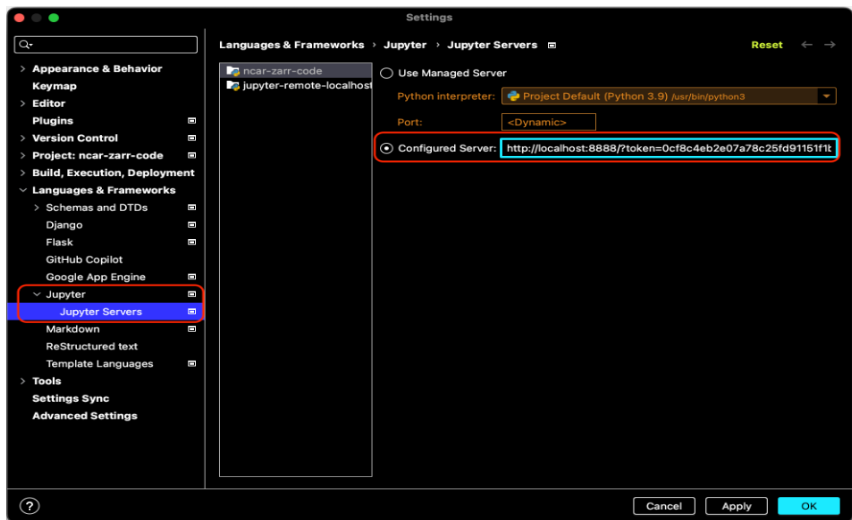 Settings
Languages & Frameworks › Jupyter › Jupyter Servers
Reset
Appearance & Behavior
Keymap
Editor
Plugins
Version Control
Project: ncar-zarr-code
Build, Execution, Deployment
Languages & Frameworks
Schemas and DTDs
Django
Flask
GitHub Copilot
Google App Engine
Jupyter
Jupyter Servers
Markdown
ReStructured text
Template Languages
Tools
Settings Sync
Advanced Settings
ncar-zarr-code
jupyter-remote-localhost
Use Managed Server
Python interpreter: Project Default (Python 3.9) /usr/bin/python3
Port: <Dynamic>
Configured Server: http://localhost:8888/?token=0cf8c4eb2e07a78c25fd91151f1b
?
Cancel
Apply
OK